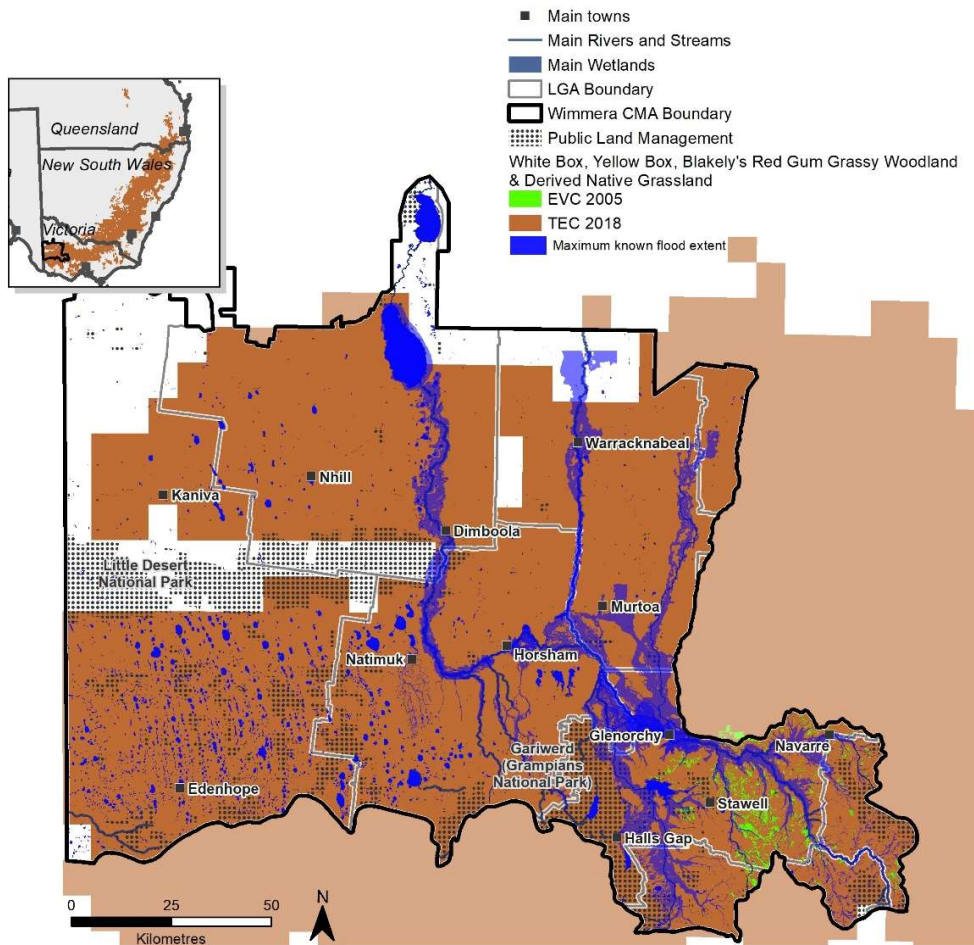 Main towns
Main Rivers and Streams
Main Wetlands
LGA Boundary
Wimmera CMA Boundary
Public Land Management
White Box, Yellow Box, Blakely's Red Gum Grassy Woodland
& Derived Native Grassland
EVC 2005
TEC 2018
Maximum known flood extent
Queensland
New South Wales
Victoria
Warracknabeal
Nhill
Kaniva
Dimboola
Little Desert
National Park
Murtoa
Natimuk
Horsham
Glenorchy
Navarre
Gariwerd
(Grampians
National Park)
Edenhope
Stawell
Halls Gap
0 25 50
Kilometres
N